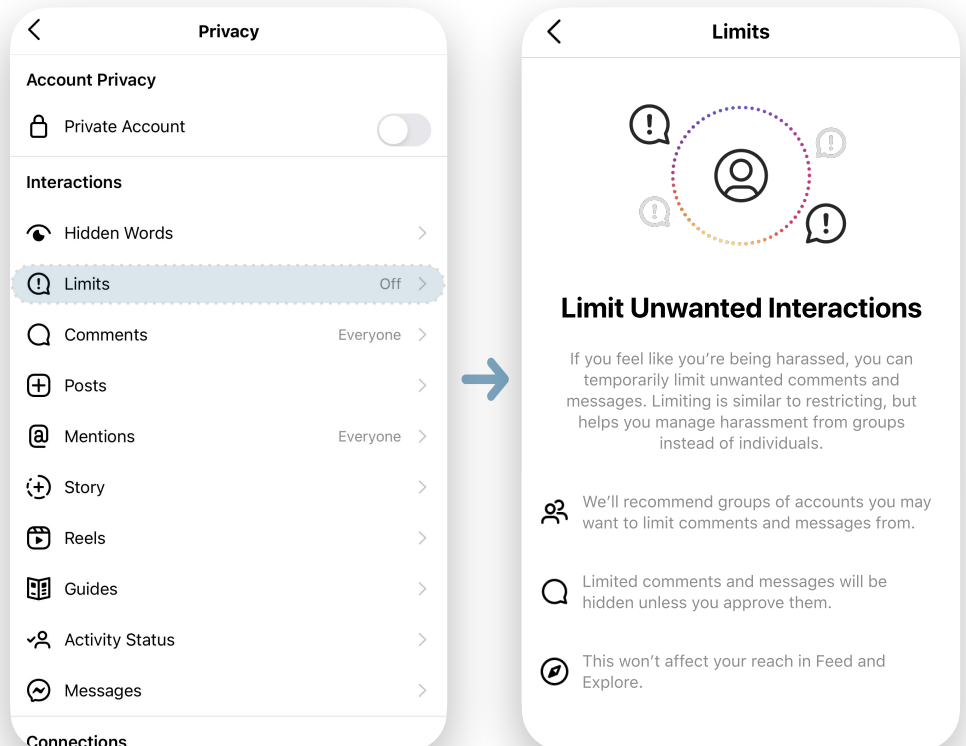 Privacy
Account Privacy
Private Account
Interactions
Hidden Words
Limits Off
Comments Everyone
Posts
Mentions Everyone
Story
Reels
Guides
Activity Status
Messages
Connections
Limits
Limit Unwanted Interactions
If you feel like you’re being harassed, you can
temporarily limit unwanted comments and
messages. Limiting is similar to restricting, but
helps you manage harassment from groups
instead of individuals.
We’ll recommend groups of accounts you may
want to limit comments and messages from.
Limited comments and messages will be
hidden unless you approve them.
This won’t affect your reach in Feed and
Explore.